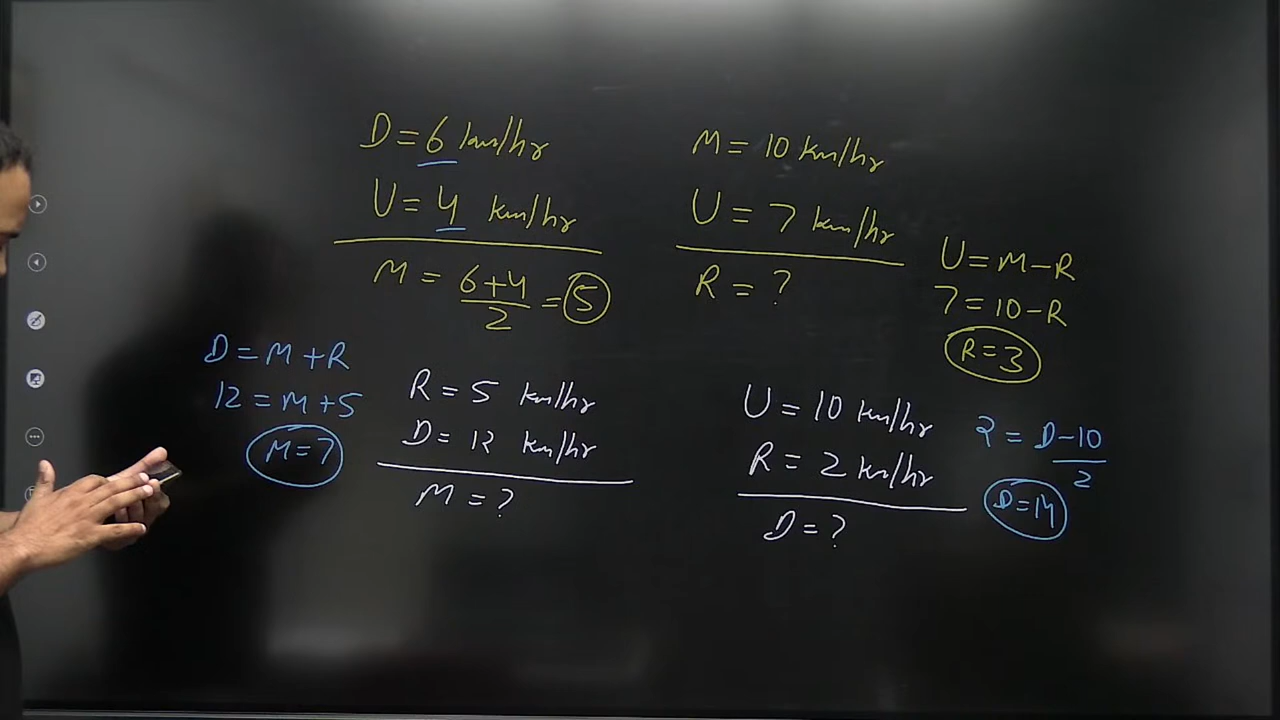 D = 6 km/hr
U = 4 km/hr
M = 6+4/2 = 5
M = 10 km/hr
U = 7 km/hr
R = ?
U = M - R
7 = 10 - R
R = 3
D = M + R
12 = M + 5
M = 7
R = 5 km/hr
D = 12 km/hr
M = ?
U = 10 km/hr
R = 2 km/hr
D = ?
2 = D - 10/2
D = 14